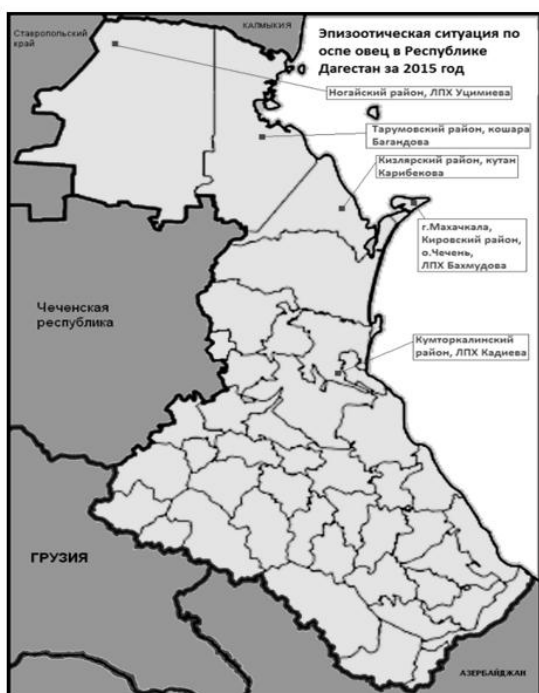 Ставропольский
край
КАЛМЫКИЯ
Эпизоотическая ситуация по
оспе овец в Республике
Дагестан за 2015 год
Ногайский район, ЛПХ Уцимиева
Тарумовский район, кошара
Багандова
Кизлярский район, кутан
Карибекова
г.Махачкала,
Кировский район,
о.Чечень,
ЛПХ Бахмудова
Чеченская
республика
Кумторкалинский
район, ЛПХ Кадиева
ГРУЗИЯ
АЗЕРБАЙДЖАН